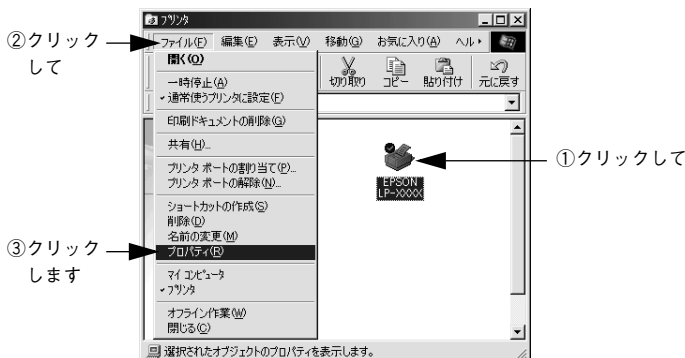 プリンタ
ファイル(F) 編集(E) 表示(V) 移動(G) お気に入り(A) ヘル
②クリックして
開く(O)
一時停止(A)
通常使うプリンタに設定(F)
印刷ドキュメントの削除(G)
共有(H)...
プリンタ ポートの割り当て(P)...
プリンタ ポートの解除(N)...
ショートカットの作成(S)
削除(D)
名前の変更(M)
プロパティ(R)
マイ コンピュータ
プリンタ
オフライン作業(W)
閉じる(C)
③クリックします
切り取り コピー 貼り付け 元に戻す
EPSON
LP-XXXX
①クリックして
選択されたオブジェクトのプロパティを表示します。